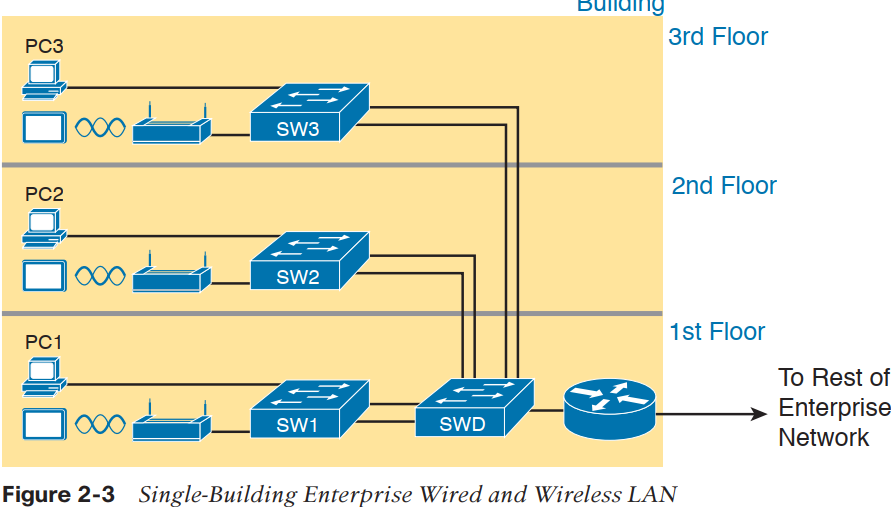 Building
3rd Floor
PC3
SW3
2nd Floor
PC2
SW2
1st Floor
PC1
SW1
SWD
To Rest of
Enterprise
Network
Figure 2-3 Single-Building Enterprise Wired and Wireless LAN